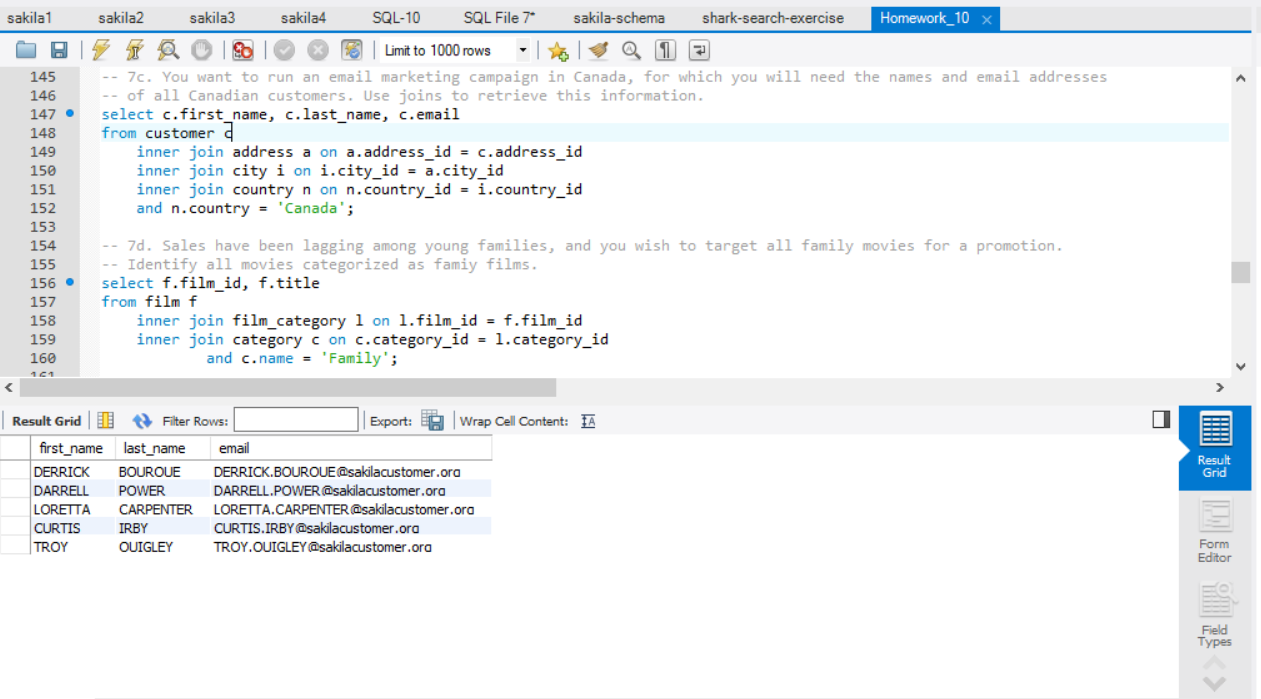 sakila1 sakila2 sakila3 sakila4 SQL-10 SQL File 7* sakila-schema shark-search-exercise Homework_10
Limit to 1000 rows
145 -- 7c. You want to run an email marketing campaign in Canada, for which you will need the names and email addresses
146 -- of all Canadian customers. Use joins to retrieve this information.
147 select c.first_name, c.last_name, c.email
148 from customer c
149 inner join address a on a.address_id = c.address_id
150 inner join city i on i.city_id = a.city_id
151 inner join country n on n.country_id = i.country_id
152 and n.country = 'Canada';
153
154 -- 7d. Sales have been lagging among young families, and you wish to target all family movies for a promotion.
155 -- Identify all movies categorized as famiy films.
156 select f.film_id, f.title
157 from film f
158 inner join film_category l on l.film_id = f.film_id
159 inner join category c on c.category_id = l.category_id
160 and c.name = 'Family';
161
Result Grid Filter Rows: Export: Wrap Cell Content:
first_name last_name email
DERRICK BOURQUE DERRICK.BOURQUE@sakilacustomer.org
DARRELL POWER DARRELL.POWER@sakilacustomer.org
LORETTA CARPENTER LORETTA.CARPENTER@sakilacustomer.org
CURTIS IRBY CURTIS.IRBY@sakilacustomer.org
TROY QUIGLEY TROY.QUIGLEY@sakilacustomer.org
Result
Grid
Form
Editor
Field
Types